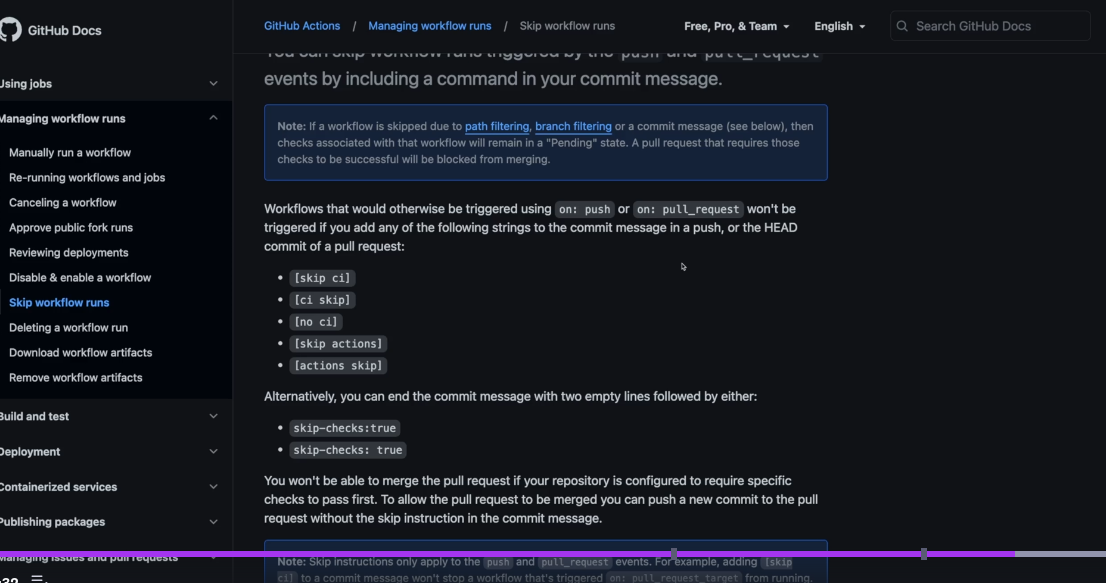 GitHub Docs
GitHub Actions / Managing workflow runs / Skip workflow runs
Free, Pro, & Team
English
Search GitHub Docs
Using jobs
Managing workflow runs
Manually run a workflow
Re-running workflows and jobs
Canceling a workflow
Approve public fork runs
Reviewing deployments
Disable & enable a workflow
Skip workflow runs
Deleting a workflow run
Download workflow artifacts
Remove workflow artifacts
Build and test
Deployment
Containerized services
Publishing packages
Managing issues and pull requests
You can skip workflow runs triggered by the push and pull_request
events by including a command in your commit message.
Note: If a workflow is skipped due to path filtering, branch filtering or a commit message (see below), then
checks associated with that workflow will remain in a "Pending" state. A pull request that requires those
checks to be successful will be blocked from merging.
Workflows that would otherwise be triggered using on: push or on: pull_request won't be
triggered if you add any of the following strings to the commit message in a push, or the HEAD
commit of a pull request:
• [skip ci]
• [ci skip]
• [no ci]
• [skip actions]
• [actions skip]
Alternatively, you can end the commit message with two empty lines followed by either:
• skip-checks:true
• skip-checks: true
You won't be able to merge the pull request if your repository is configured to require specific
checks to pass first. To allow the pull request to be merged you can push a new commit to the pull
request without the skip instruction in the commit message.
Note: Skip instructions only apply to the push and pull_request events. For example, adding [skip
ci] to a commit message won't stop a workflow that's triggered on: pull_request_target from running.